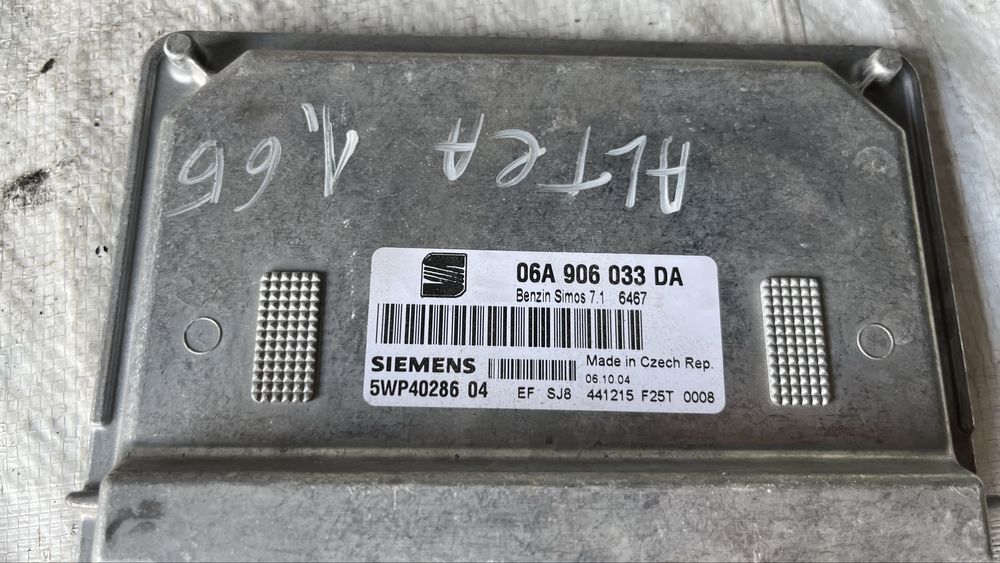 ALTEA 1,6 Б
06A 906 033 DA
Benzin Simos 7.1 6467
SIEMENS
Made in Czech Rep.
06.10.04
5WP40286 04
EF SJ8 441215 F25T 0008